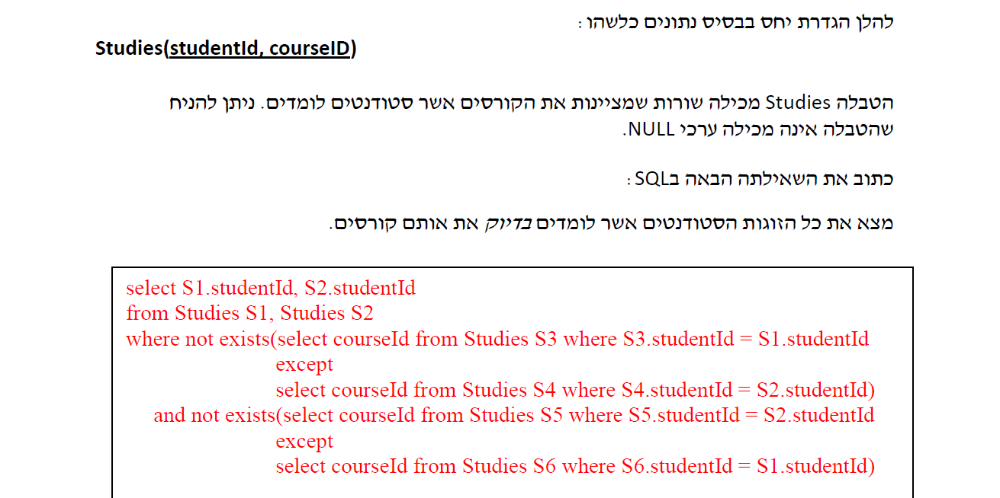 להלן הגדרת יחס בבסיס נתונים כלשהו:
Studies(studentId, courseID)
הטבלה Studies מכילה שורות שמציינות את הקורסים אשר סטודנטים לומדים. ניתן להניח
שהטבלה אינה מכילה ערכי NULL.
כתוב את השאילתה הבאה בSQL:
מצא את כל הזוגות הסטודנטים אשר לומדים בדיוק את אותם קורסים.
select S1.studentId, S2.studentId
from Studies S1, Studies S2
where not exists(select courseId from Studies S3 where S3.studentId = S1.studentId
except
select courseId from Studies S4 where S4.studentId = S2.studentId)
and not exists(select courseId from Studies S5 where S5.studentId = S2.studentId
except
select courseId from Studies S6 where S6.studentId = S1.studentId)